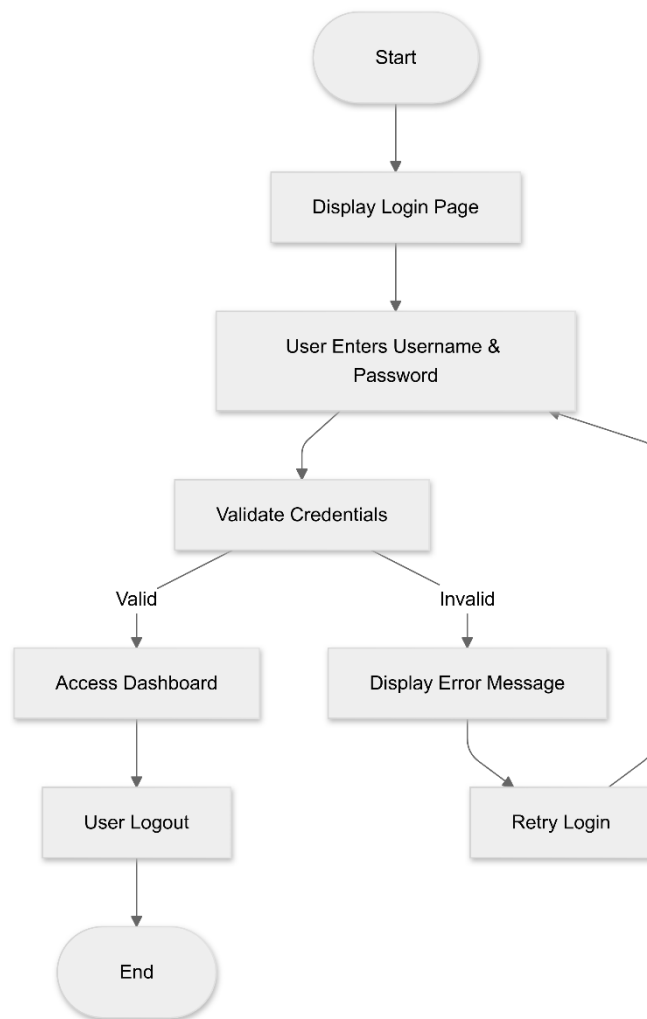 Start
Display Login Page
User Enters Username &
Password
Validate Credentials
Valid
Invalid
Access Dashboard
Display Error Message
User Logout
Retry Login
End